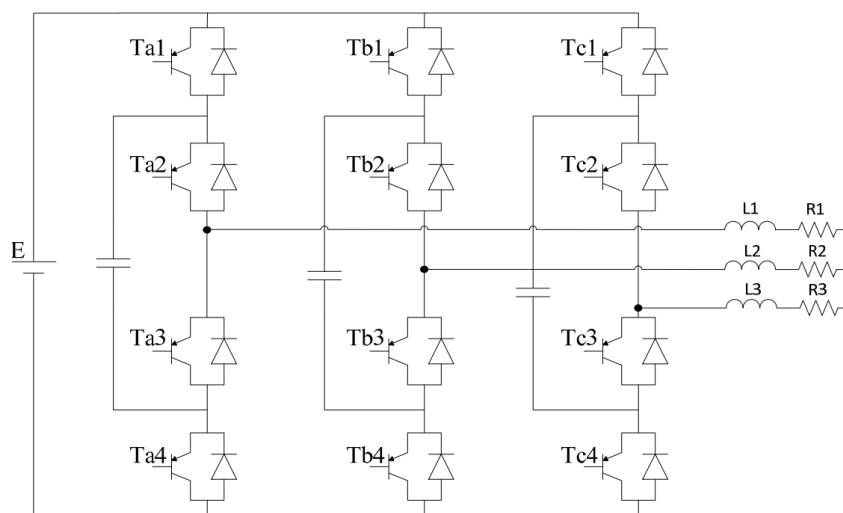 Ta1 Tb1 Tc1
Ta2 Tb2 Tc2
L1 R1
E
L2 R2
L3 R3
Ta3 Tb3 Tc3
Ta4 Tb4 Tc4